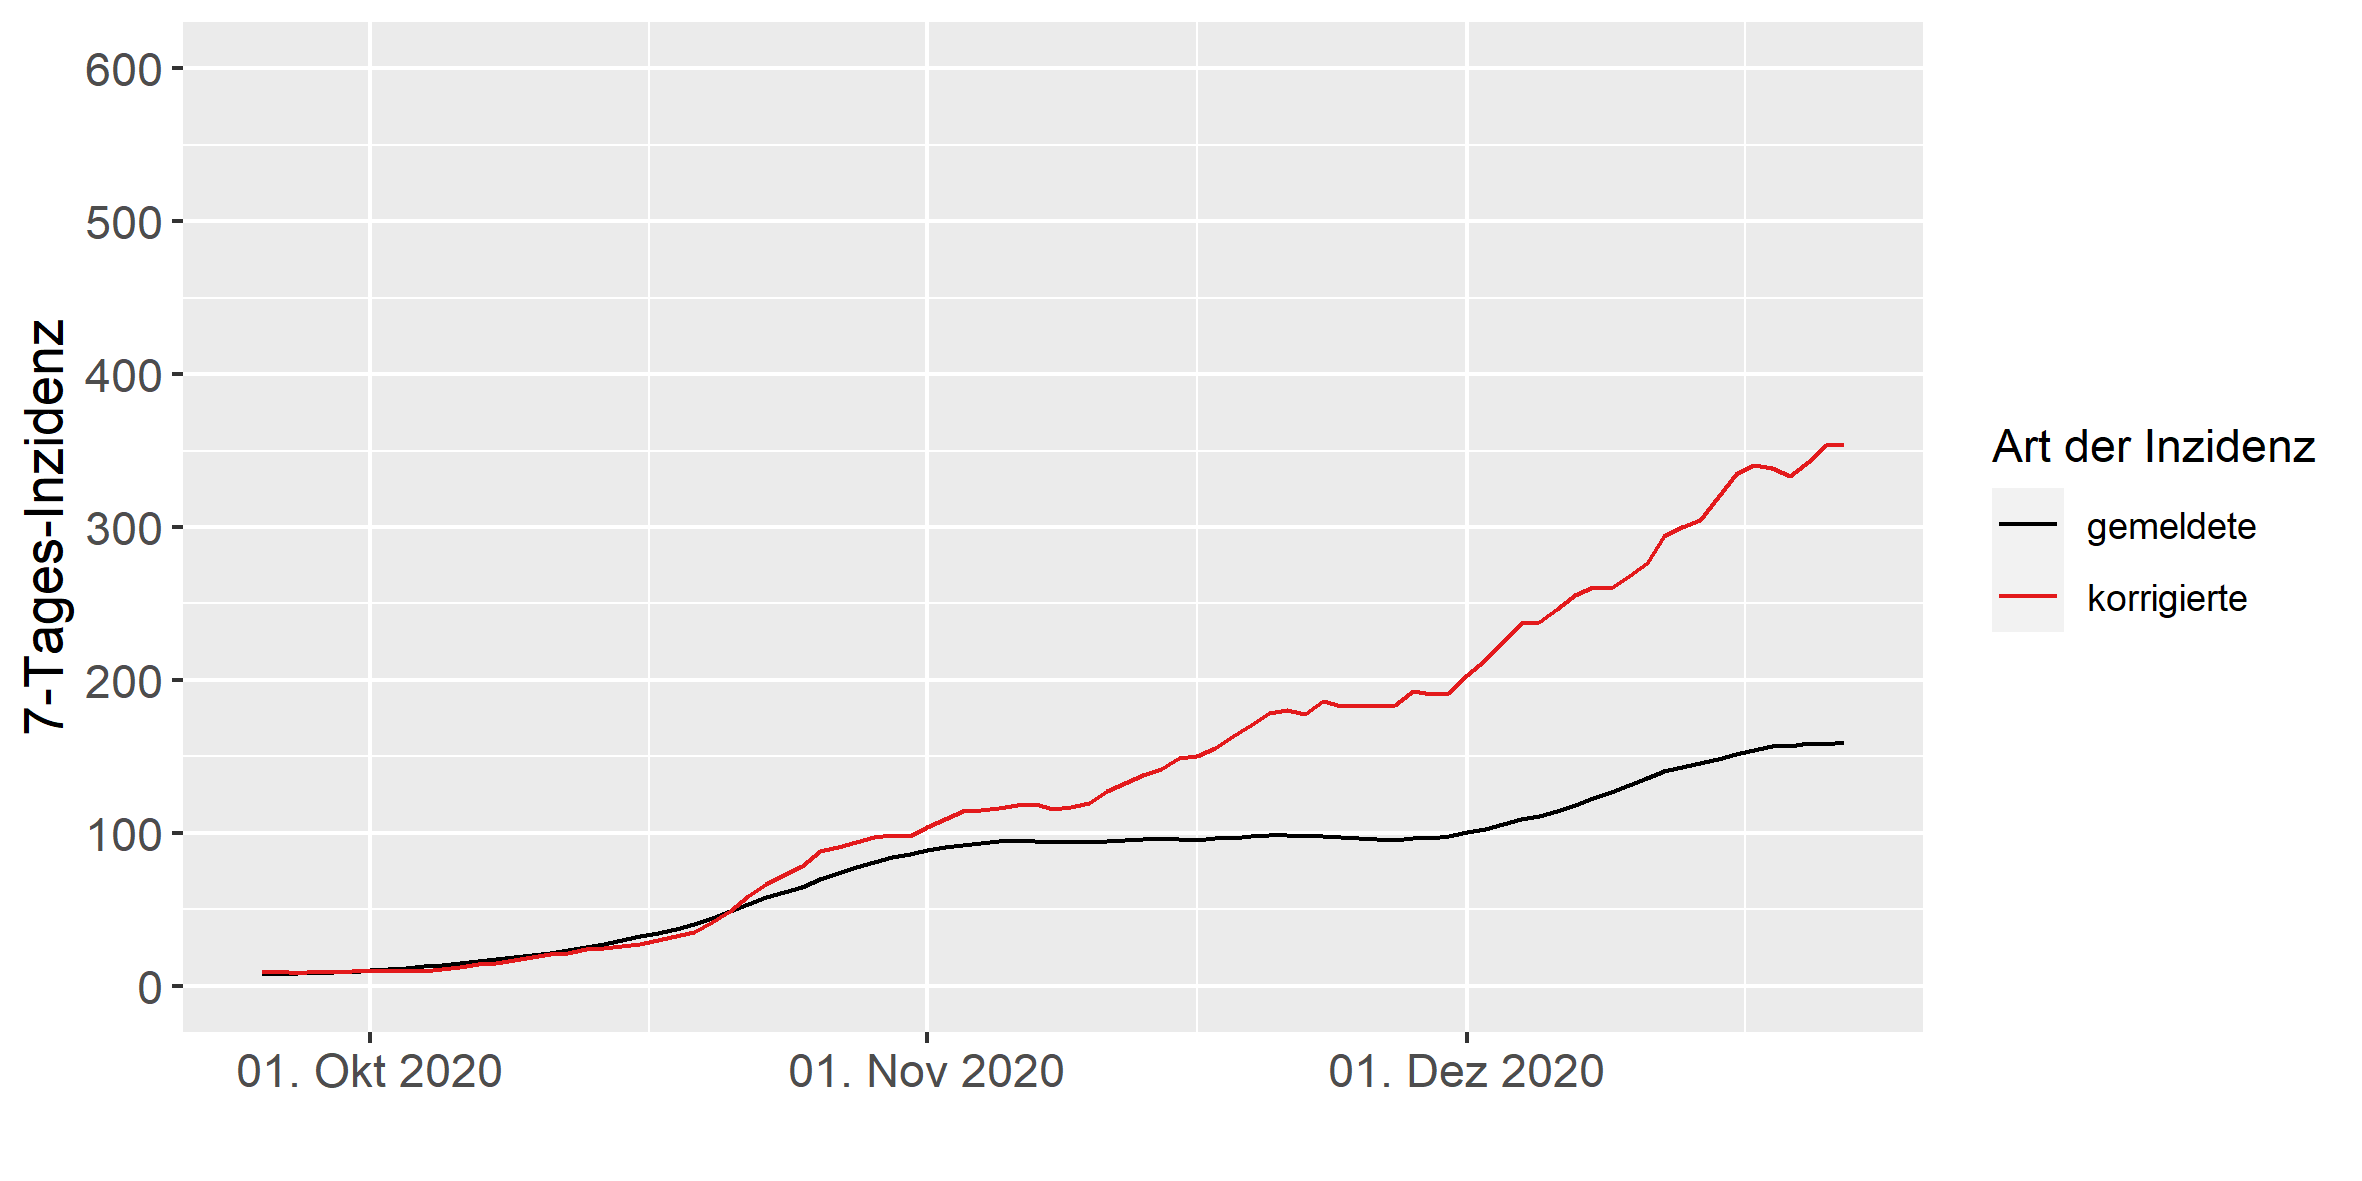 7-Tages-Inzidenz
600
500
400
300
200
100
0
01. Okt 2020
01. Nov 2020
01. Dez 2020
Art der Inzidenz
gemeldete
korrigierte